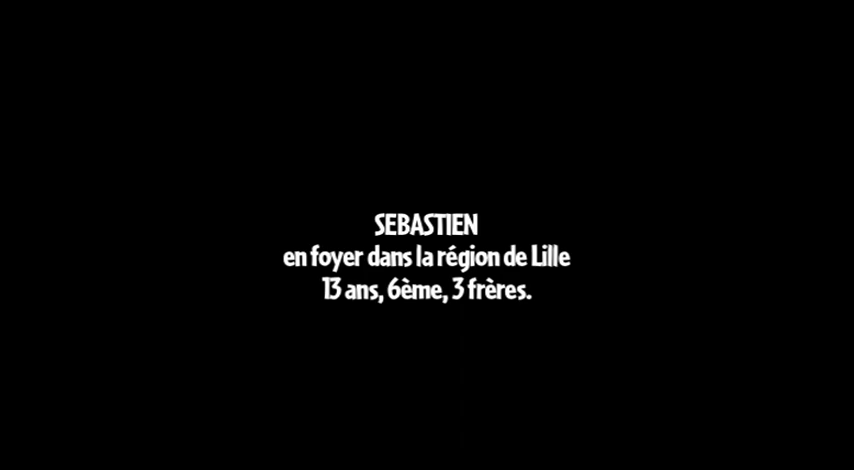 SEBASTIEN
en foyer dans la région de Lille
13 ans, 6ème, 3 frères.